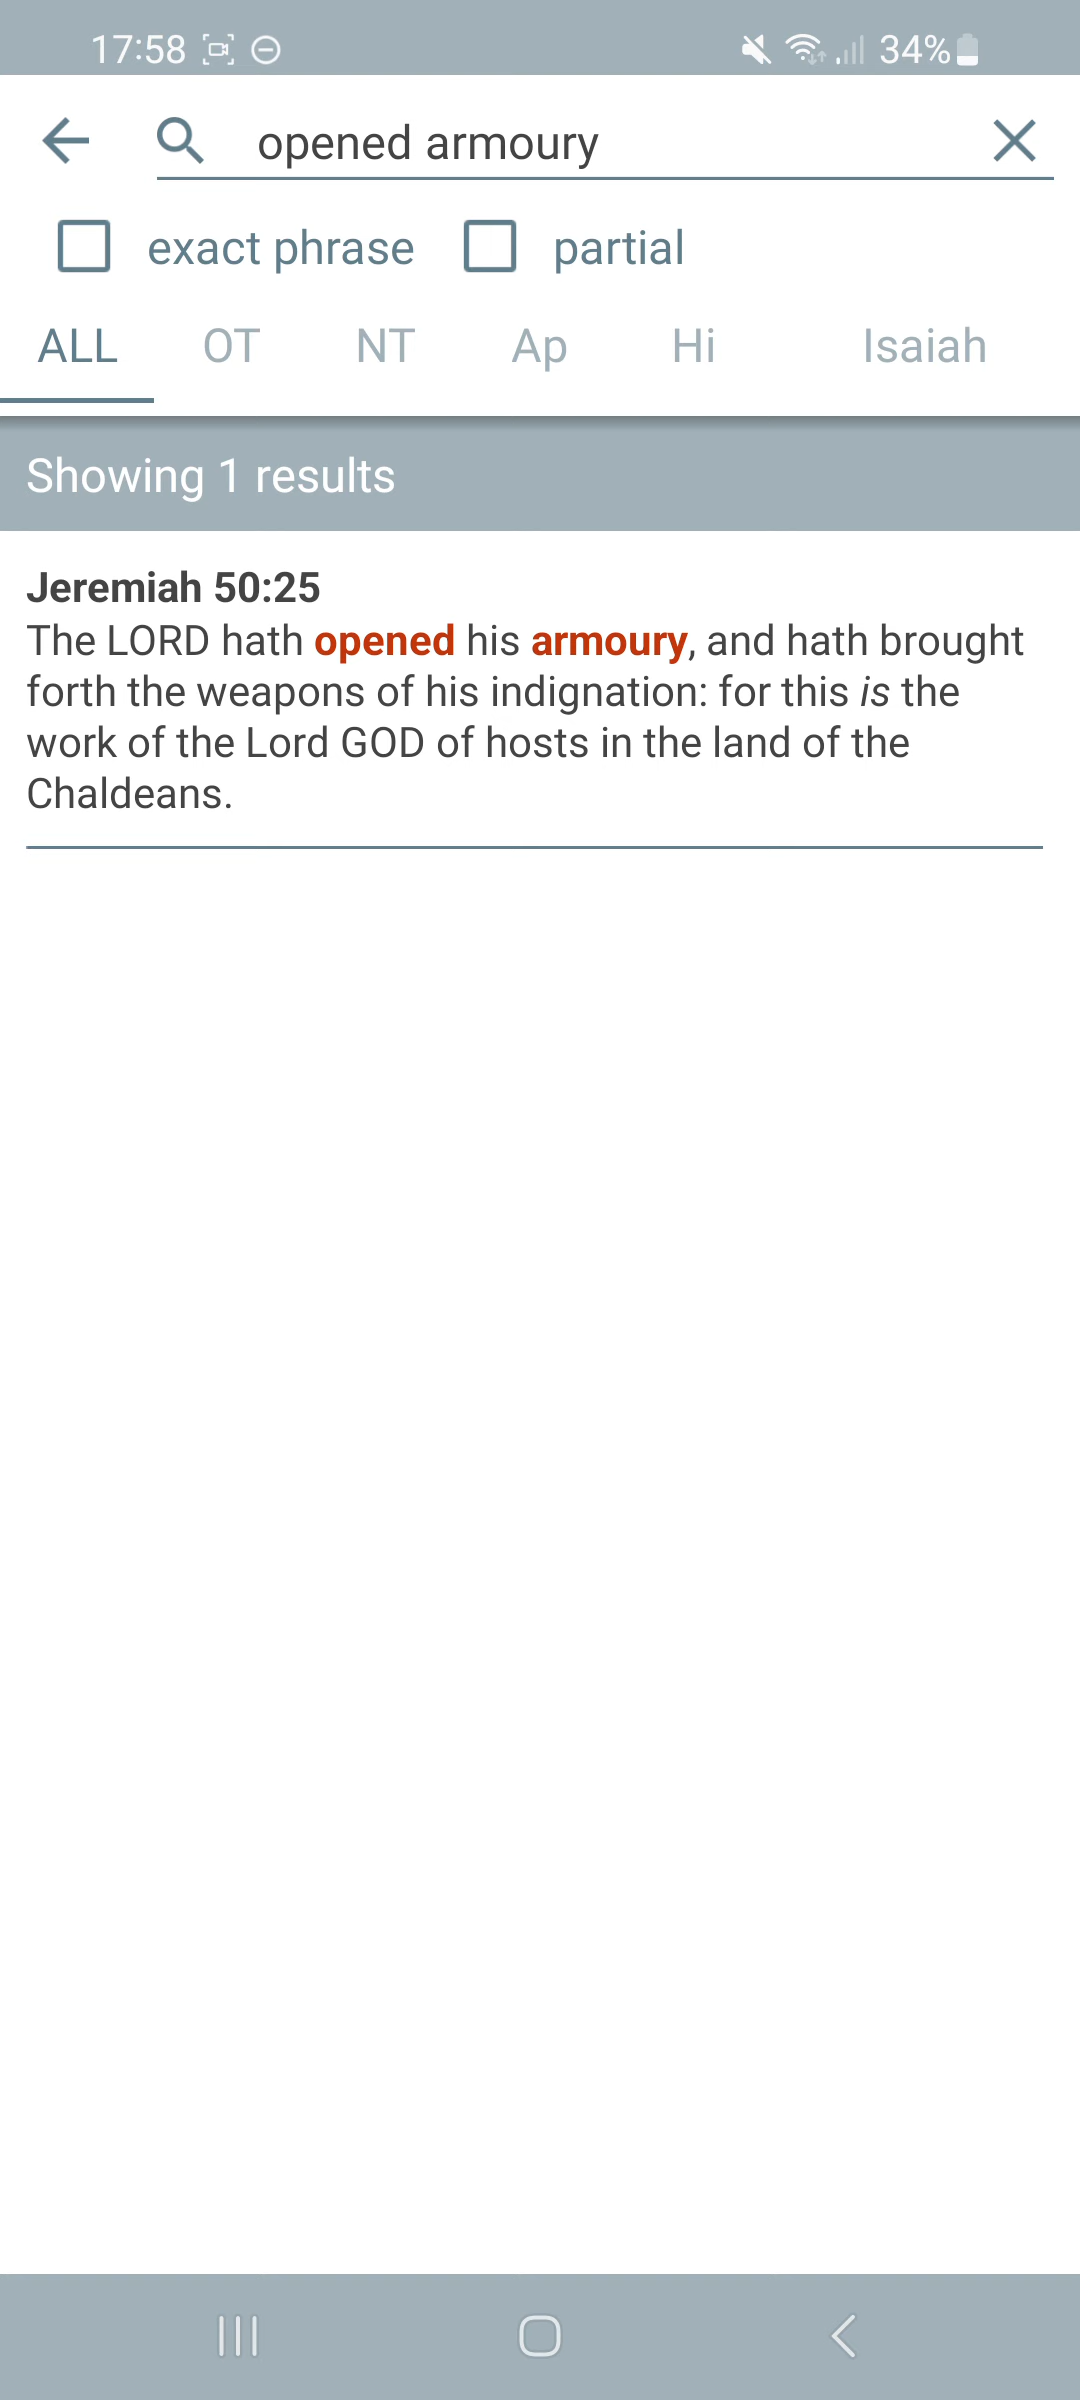 17:58 34%
opened armoury
exact phrase partial
ALL OT NT Ap Hi Isaiah
Showing 1 results
Jeremiah 50:25
The LORD hath opened his armoury, and hath brought
forth the weapons of his indignation: for this is the
work of the Lord GOD of hosts in the land of the
Chaldeans.